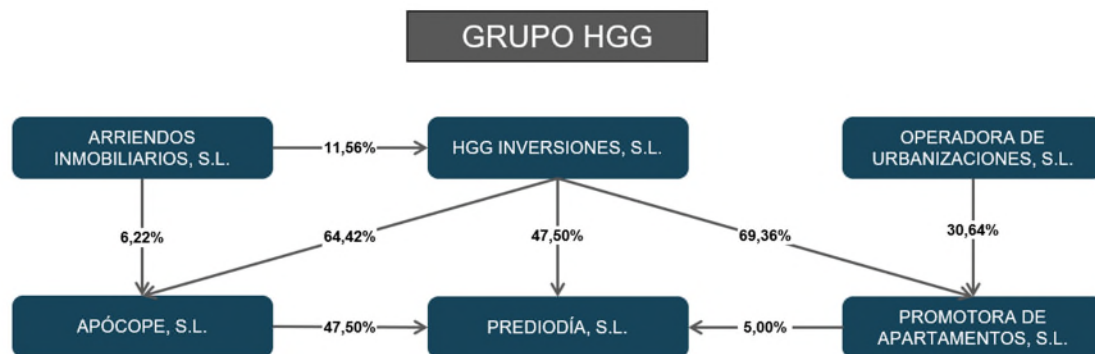 GRUPO HGG
ARRIENDOS
INMOBILIARIOS, S.L.
11,56%
HGG INVERSIONES, S.L.
OPERADORA DE
URBANIZACIONES, S.L.
6,22%
64,42%
47,50%
69,36%
30,64%
APÓCOPE, S.L.
47,50%
PREDIODÍA, S.L.
5,00%
PROMOTORA DE
APARTAMENTOS, S.L.